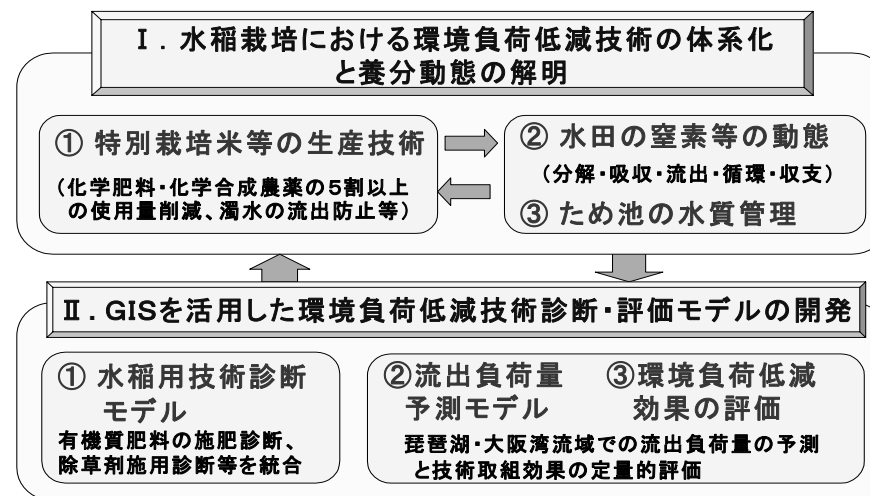 Ⅰ．水稲栽培における環境負荷低減技術の体系化
と養分動態の解明
① 特別栽培米等の生産技術
（化学肥料・化学合成農薬の５割以上
の使用量削減、濁水の流出防止等）
② 水田の窒素等の動態
（分解・吸収・流出・循環・収支）
③ ため池の水質管理
Ⅱ．GISを活用した環境負荷低減技術診断・評価モデルの開発
① 水稲用技術診断
モデル
有機質肥料の施肥診断、
除草剤施用診断等を統合
②流出負荷量
予測モデル
③環境負荷低減
効果の評価
琵琶湖・大阪湾流域での流出負荷量の予測
と技術取組効果の定量的評価